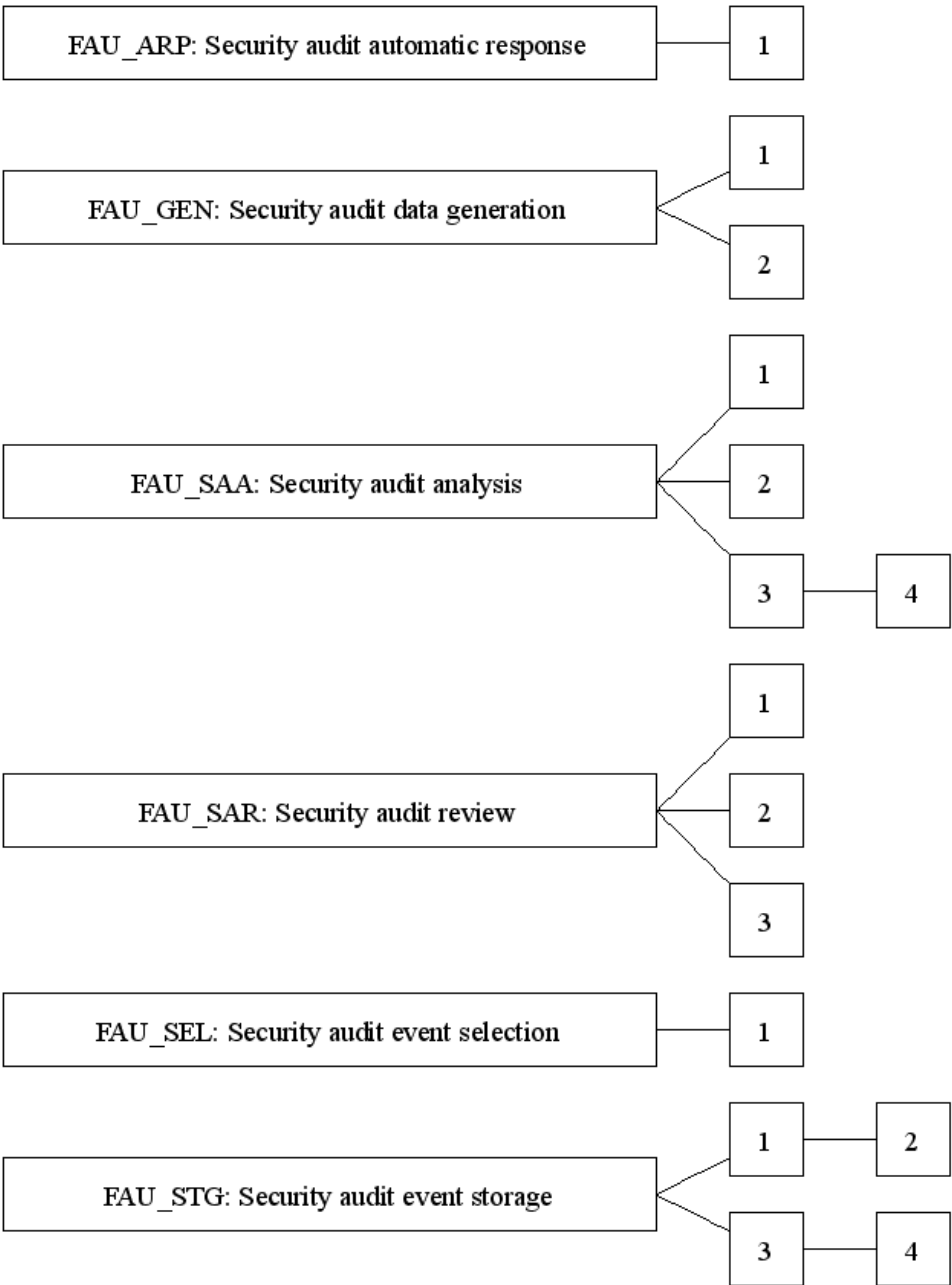 FAU_ARP: Security audit automatic response
1
1
FAU_GEN: Security audit data generation
2
1
FAU_SAA: Security audit analysis
2
3
4
1
FAU_SAR: Security audit review
2
3
FAU_SEL: Security audit event selection
1
1
2
FAU_STG: Security audit event storage
3
4